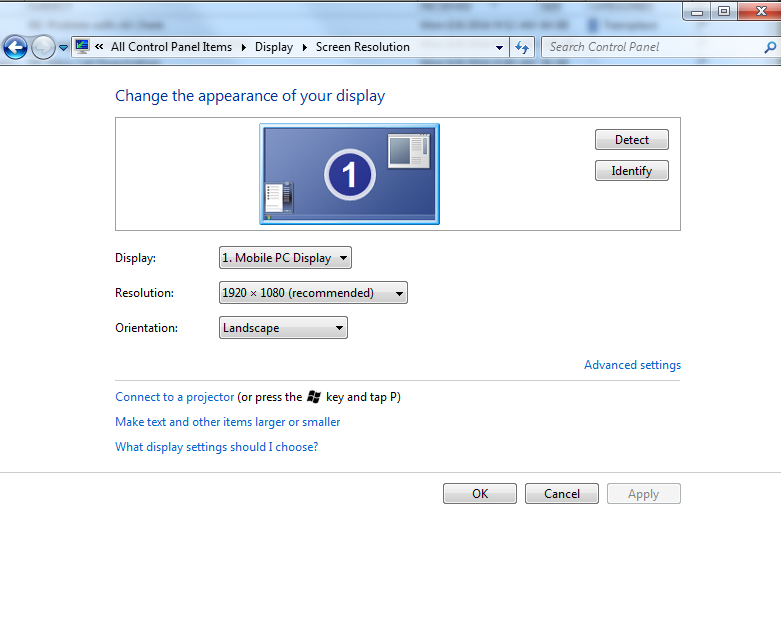 « All Control Panel Items Display Screen Resolution Search Control Panel
Change the appearance of your display
1
Detect
Identify
Display: 1. Mobile PC Display
Resolution: 1920 × 1080 (recommended)
Orientation: Landscape
Advanced settings
Connect to a projector (or press the key and tap P)
Make text and other items larger or smaller
What display settings should I choose?
OK Cancel Apply